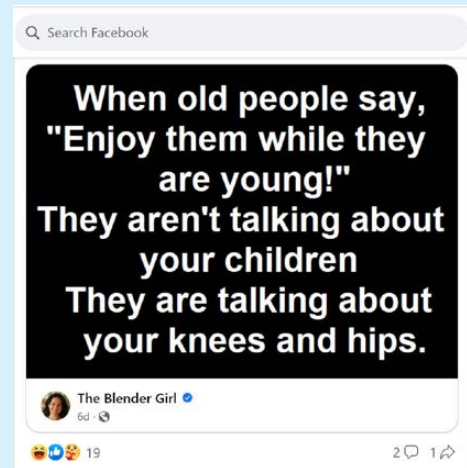 Search Facebook
When old people say,
"Enjoy them while they
are young!"
They aren't talking about
your children
They are talking about
your knees and hips.
The Blender Girl
6d ·
19
2 1